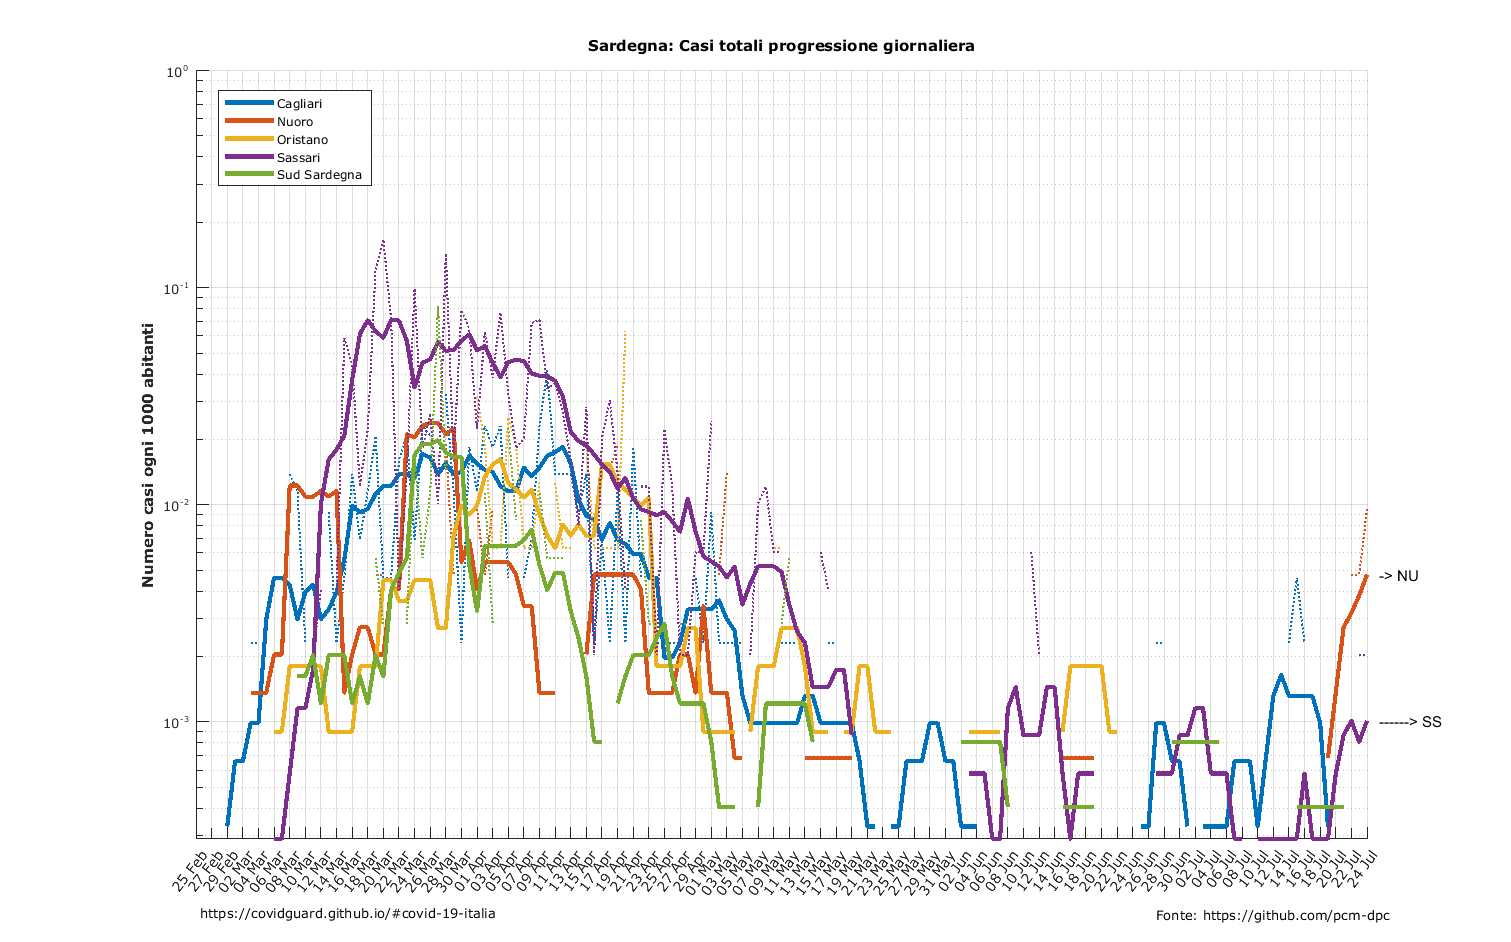 Sardegna: Casi totali progressione giornaliera
Numero casi ogni 1000 abitanti
10⁰
10⁻¹
10⁻²
10⁻³
Cagliari
Nuoro
Oristano
Sassari
Sud Sardegna
-> NU
------> SS
25 Feb
27 Feb
29 Feb
02 Mar
04 Mar
06 Mar
08 Mar
10 Mar
12 Mar
14 Mar
16 Mar
18 Mar
20 Mar
22 Mar
24 Mar
26 Mar
28 Mar
30 Mar
01 Apr
03 Apr
05 Apr
07 Apr
09 Apr
11 Apr
13 Apr
15 Apr
17 Apr
19 Apr
21 Apr
23 Apr
25 Apr
27 Apr
29 Apr
01 May
03 May
05 May
07 May
09 May
11 May
13 May
15 May
17 May
19 May
21 May
23 May
25 May
27 May
29 May
31 May
02 Jun
04 Jun
06 Jun
08 Jun
10 Jun
12 Jun
14 Jun
16 Jun
18 Jun
20 Jun
22 Jun
24 Jun
26 Jun
28 Jun
30 Jun
02 Jul
04 Jul
06 Jul
08 Jul
10 Jul
12 Jul
14 Jul
16 Jul
18 Jul
20 Jul
22 Jul
24 Jul
https://covidguard.github.io/#covid-19-italia
Fonte: https://github.com/pcm-dpc